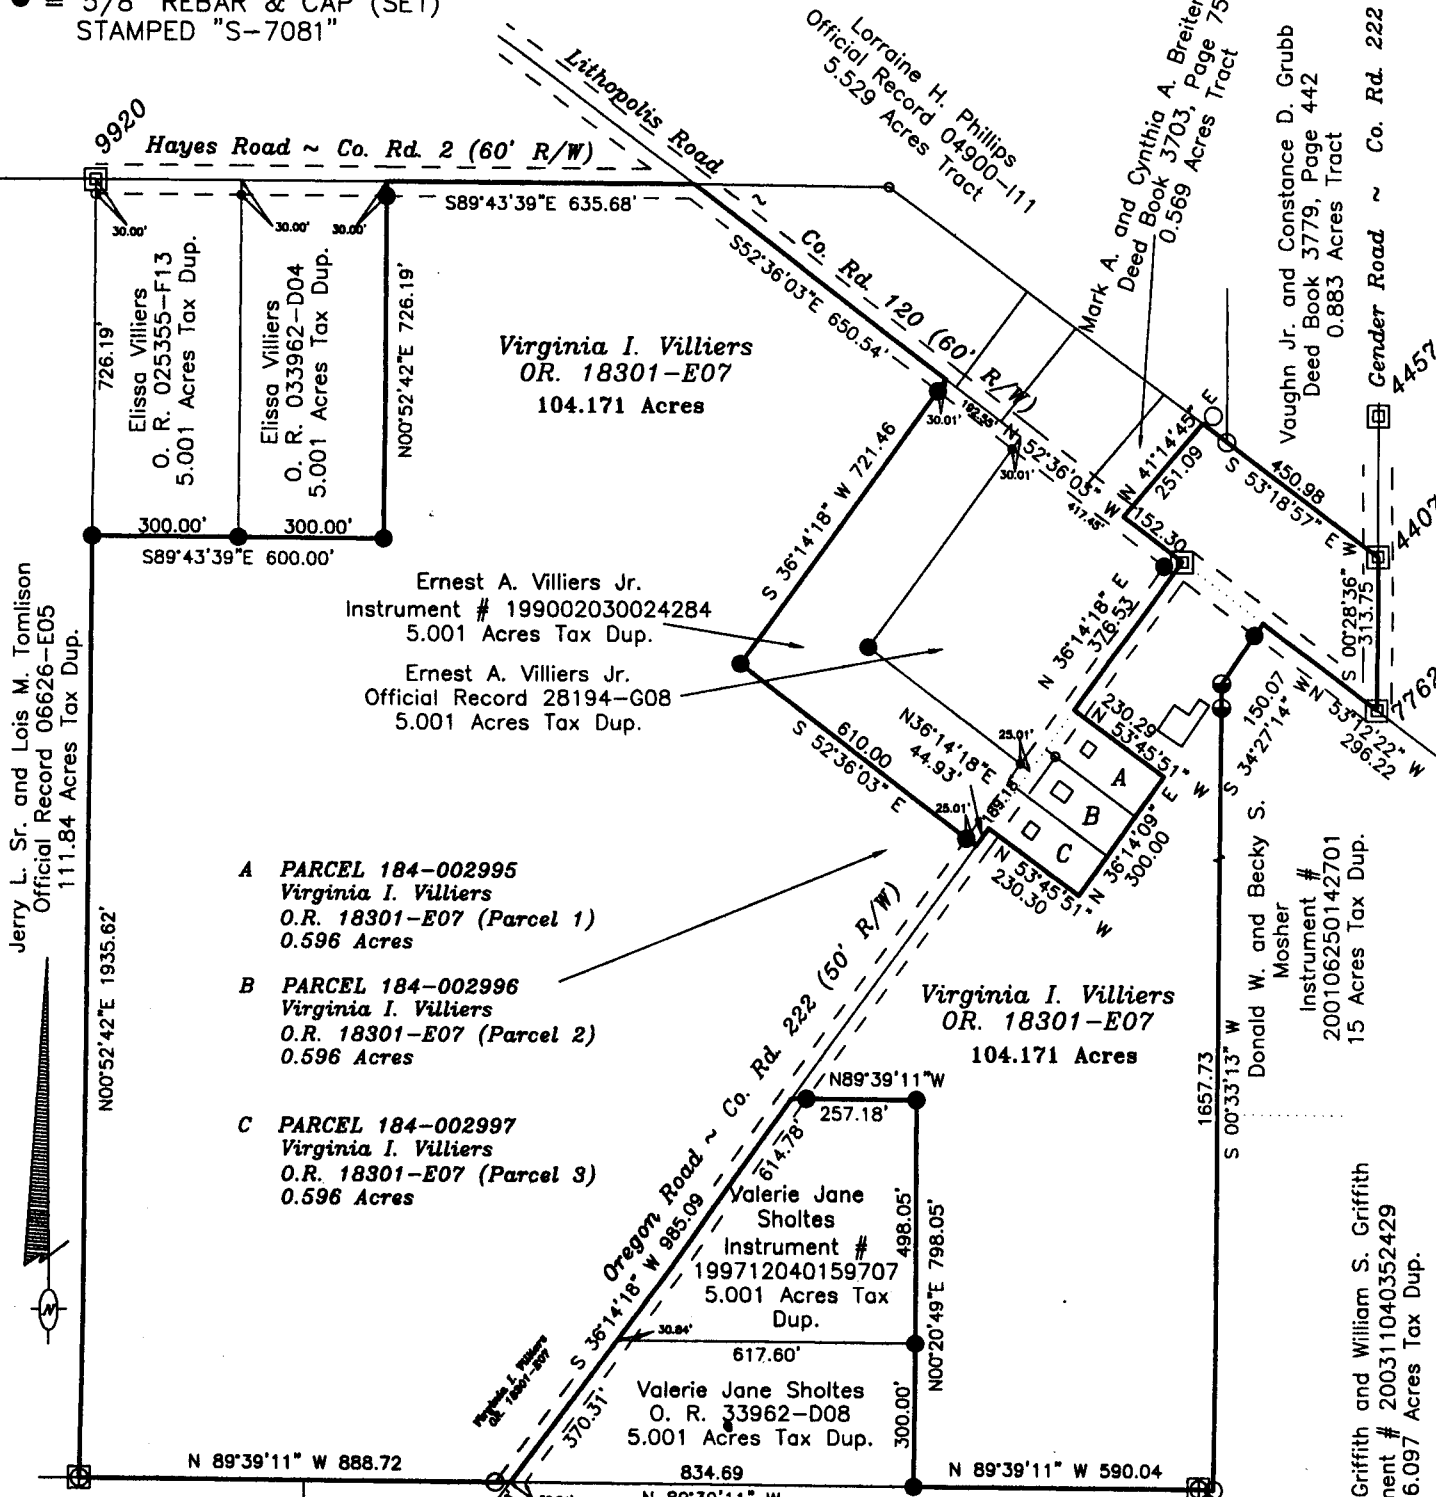 ● = 5/8" REBAR & CAP (SET)
STAMPED "S-7081"
9920
Hayes Road ~ Co. Rd. 2 (60' R/W)
Lithopolis Road ~ Co. Rd. 120 (60' R/W)
Lorraine H. Phillips
Official Record 04900-I11
5.529 Acres Tract
Mark A. and Cynthia A. Breiten
Deed Book 3703, Page 75
0.569 Acres Tract
Vaughn Jr. and Constance D. Grubb
Deed Book 3779, Page 442
0.883 Acres Tract
Gender Road ~ Co. Rd. 222
4457
4407
7762
S89°43'39"E 635.68'
30.00'
30.00'
30.00'
726.19'
Elissa Villiers
O. R. 025355-F13
5.001 Acres Tax Dup.
Elissa Villiers
O. R. 033962-D04
5.001 Acres Tax Dup.
N00°52'42"E 726.19'
300.00'
300.00'
S89°43'39"E 600.00'
S52°36'03"E 650.54'
Virginia I. Villiers
OR. 18301-E07
104.171 Acres
30.01'
192.55'
N 52°36'03" W
30.01'
417.45'
N 41°14'45" E
251.09
152.30
S 53°18'57" E
450.98
S 00°28'36" W
313.75
N 53°12'22" W
296.22
S 34°27'14" W
150.07
S 36°14'18" W 721.46
Ernest A. Villiers Jr.
Instrument # 199002030024284
5.001 Acres Tax Dup.
Ernest A. Villiers Jr.
Official Record 28194-G08
5.001 Acres Tax Dup.
N 36°14'18" E
376.53
610.00
S 52°36'03" E
N36°14'18"E
44.93'
25.01'
25.01'
189.18'
230.29
N 53°45'51" W
A
B
C
N 36°14'09" E
300.00
N 53°45'51" W
230.30
Jerry L. Sr. and Lois M. Tomlison
Official Record 06626-E05
111.84 Acres Tax Dup.
N00°52'42"E 1935.62'
A PARCEL 184-002995
Virginia I. Villiers
O.R. 18301-E07 (Parcel 1)
0.596 Acres
B PARCEL 184-002996
Virginia I. Villiers
O.R. 18301-E07 (Parcel 2)
0.596 Acres
C PARCEL 184-002997
Virginia I. Villiers
O.R. 18301-E07 (Parcel 3)
0.596 Acres
Oregon Road ~ Co. Rd. 222 (50' R/W)
Virginia I. Villiers
OR. 18301-E07
104.171 Acres
Donald W. and Becky S.
Mosher
Instrument #
200106250142701
15 Acres Tax Dup.
1657.73
S 00°33'13" W
N89°39'11"W
257.18'
614.78'
S 36°14'18" W 985.09
Valerie Jane
Sholtes
Instrument #
199712040159707
5.001 Acres Tax
Dup.
498.05'
N00°20'49"E 798.05'
30.84'
617.60'
Valerie Jane Sholtes
O. R. 33962-D08
5.001 Acres Tax Dup.
300.00'
370.31'
Virginia I. Villiers
OR. 18301-E07
N
N 89°39'11" W 888.72
834.69
N 89°39'11" W
N 89°39'11" W 590.04
Griffith and William S. Griffith
ment # 200311040352429
6.097 Acres Tax Dup.